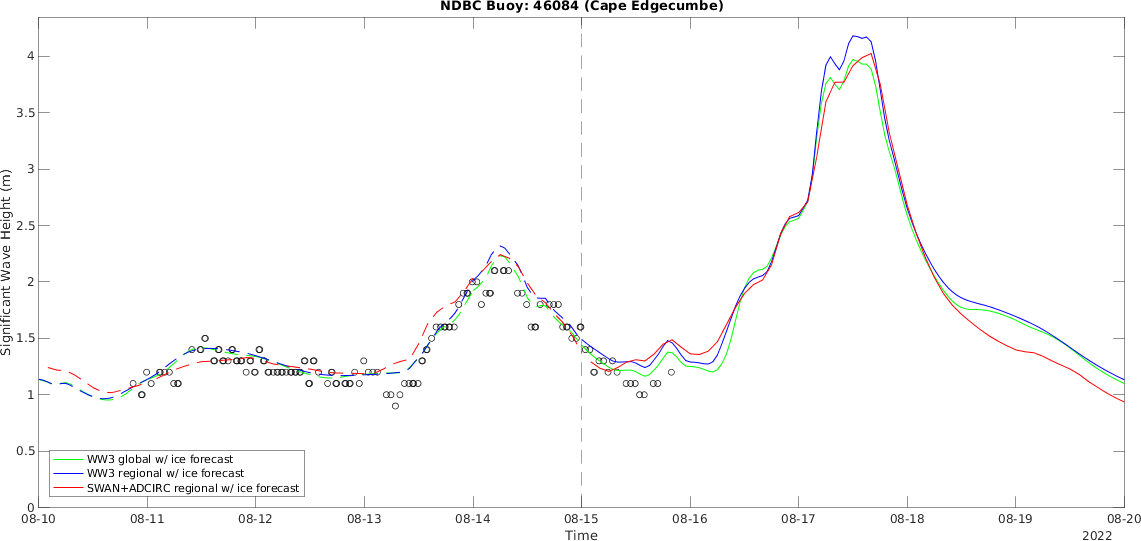 NDBC Buoy: 46084 (Cape Edgecumbe)
Significant Wave Height (m)
4
3.5
3
2.5
2
1.5
1
0.5
0
WW3 global w/ ice forecast
WW3 regional w/ ice forecast
SWAN+ADCIRC regional w/ ice forecast
08-10 08-11 08-12 08-13 08-14 08-15 08-16 08-17 08-18 08-19 08-20
Time
2022